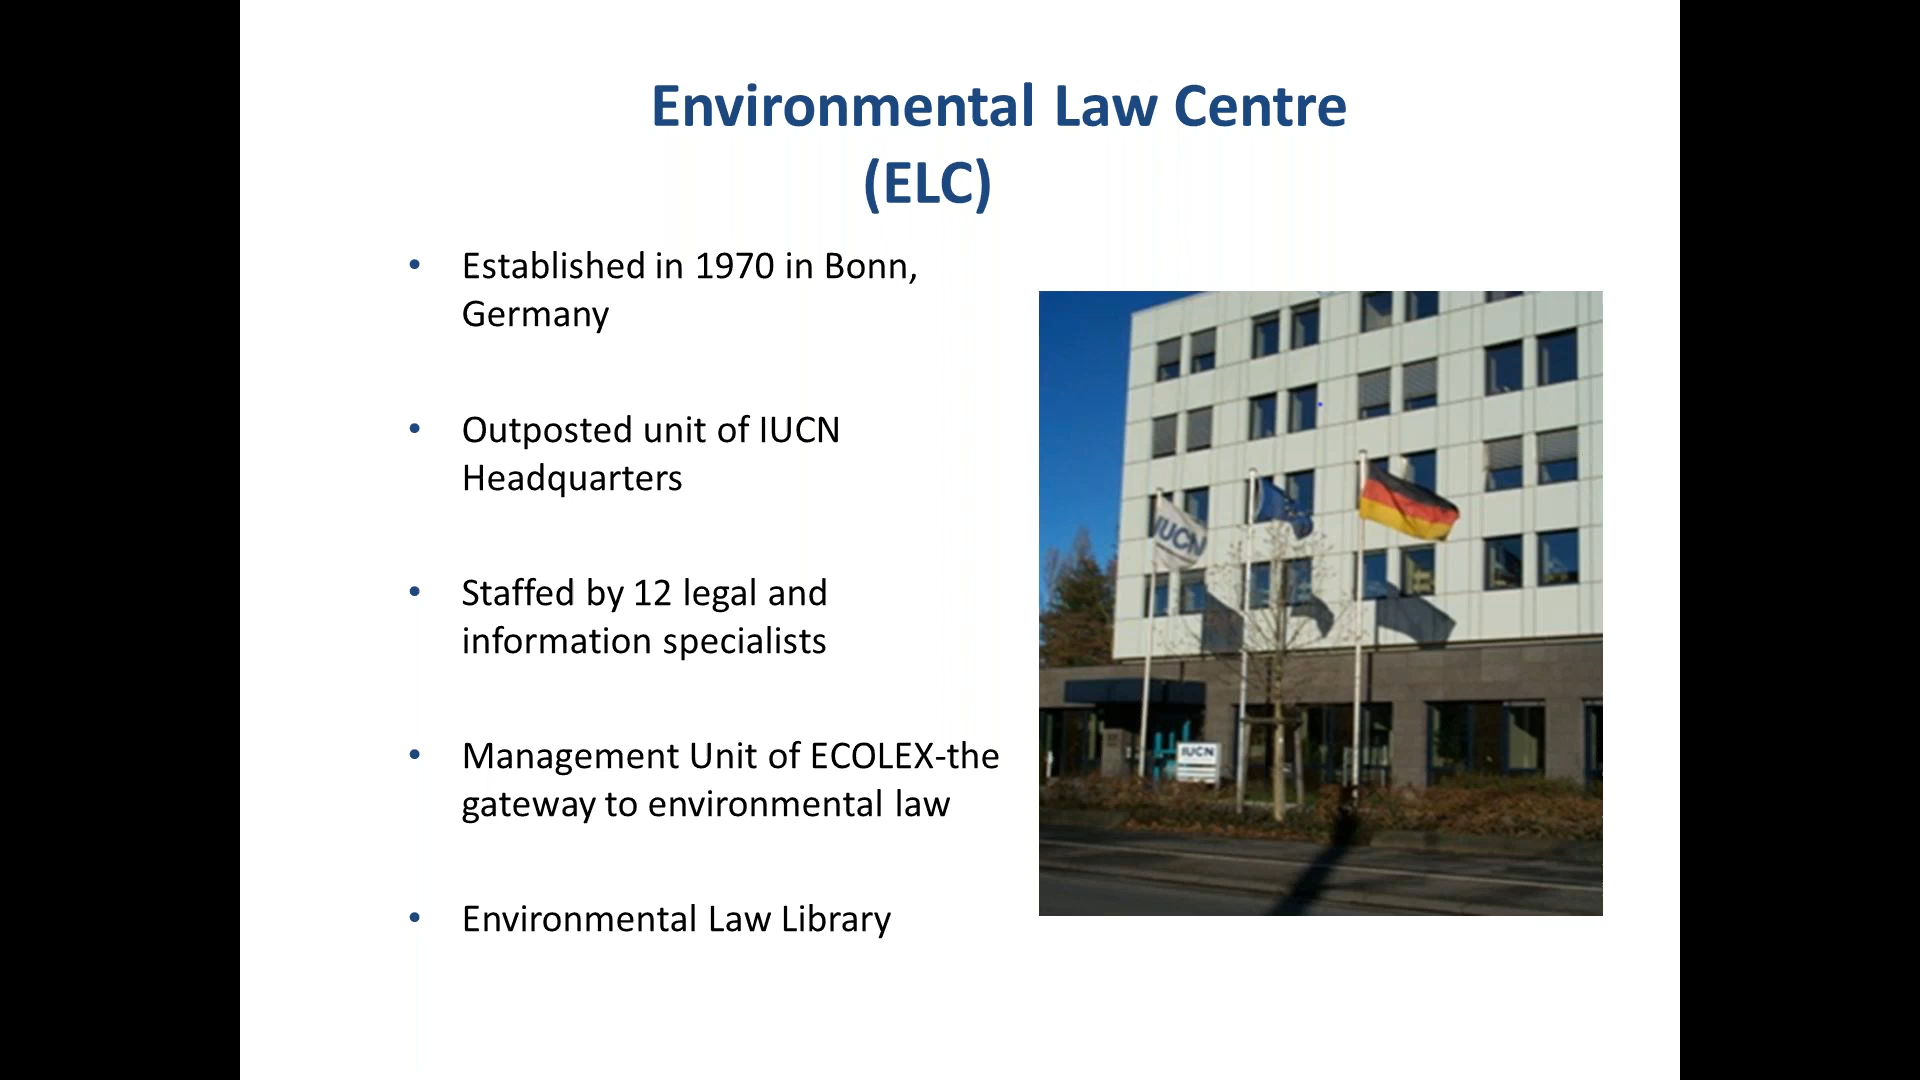 Environmental Law Centre
(ELC)
• Established in 1970 in Bonn,
Germany
• Outposted unit of IUCN
Headquarters
• Staffed by 12 legal and
information specialists
• Management Unit of ECOLEX-the
gateway to environmental law
• Environmental Law Library
IUCN
IUCN